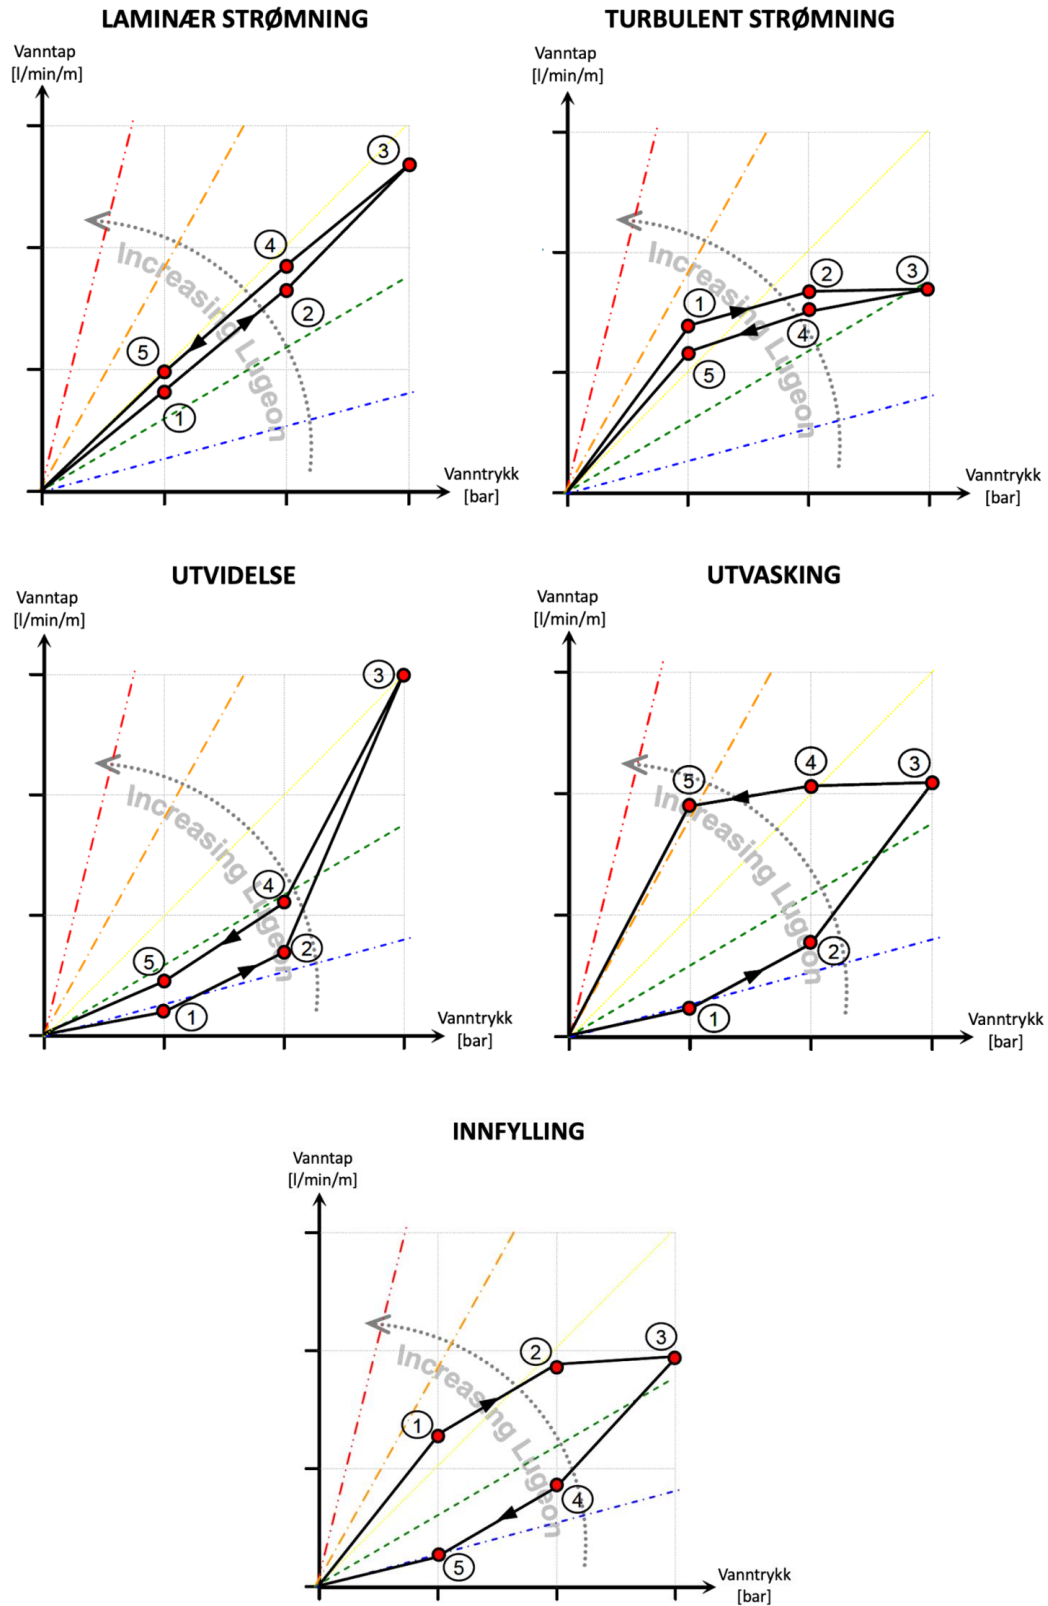 LAMINÆR STRØMNING
Vanntap
[l/min/m]
3
4
2
5
1
Increasing Lugeon
Vanntrykk
[bar]
TURBULENT STRØMNING
Vanntap
[l/min/m]
1
2
3
4
5
Increasing Lugeon
Vanntrykk
[bar]
UTVIDELSE
Vanntap
[l/min/m]
3
4
2
5
1
Increasing Lugeon
Vanntrykk
[bar]
UTVASKING
Vanntap
[l/min/m]
5
4
3
2
1
Increasing Lugeon
Vanntrykk
[bar]
INNFYLLING
Vanntap
[l/min/m]
3
2
1
4
5
Increasing Lugeon
Vanntrykk
[bar]